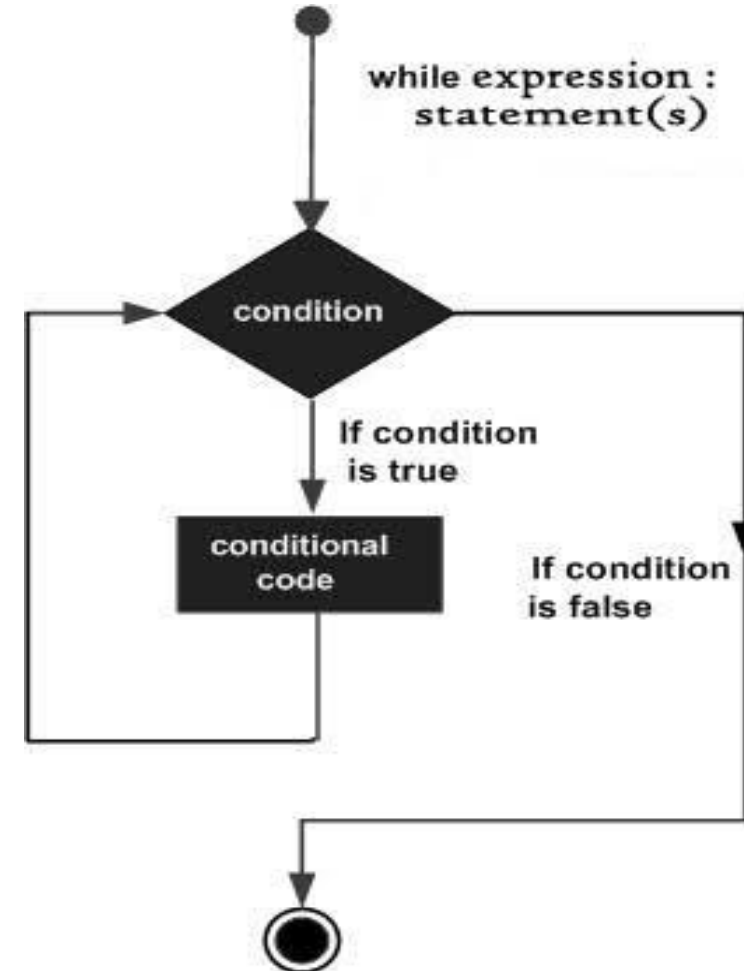 while expression :
statement(s)
condition
If condition
is true
conditional
code
If condition
is false